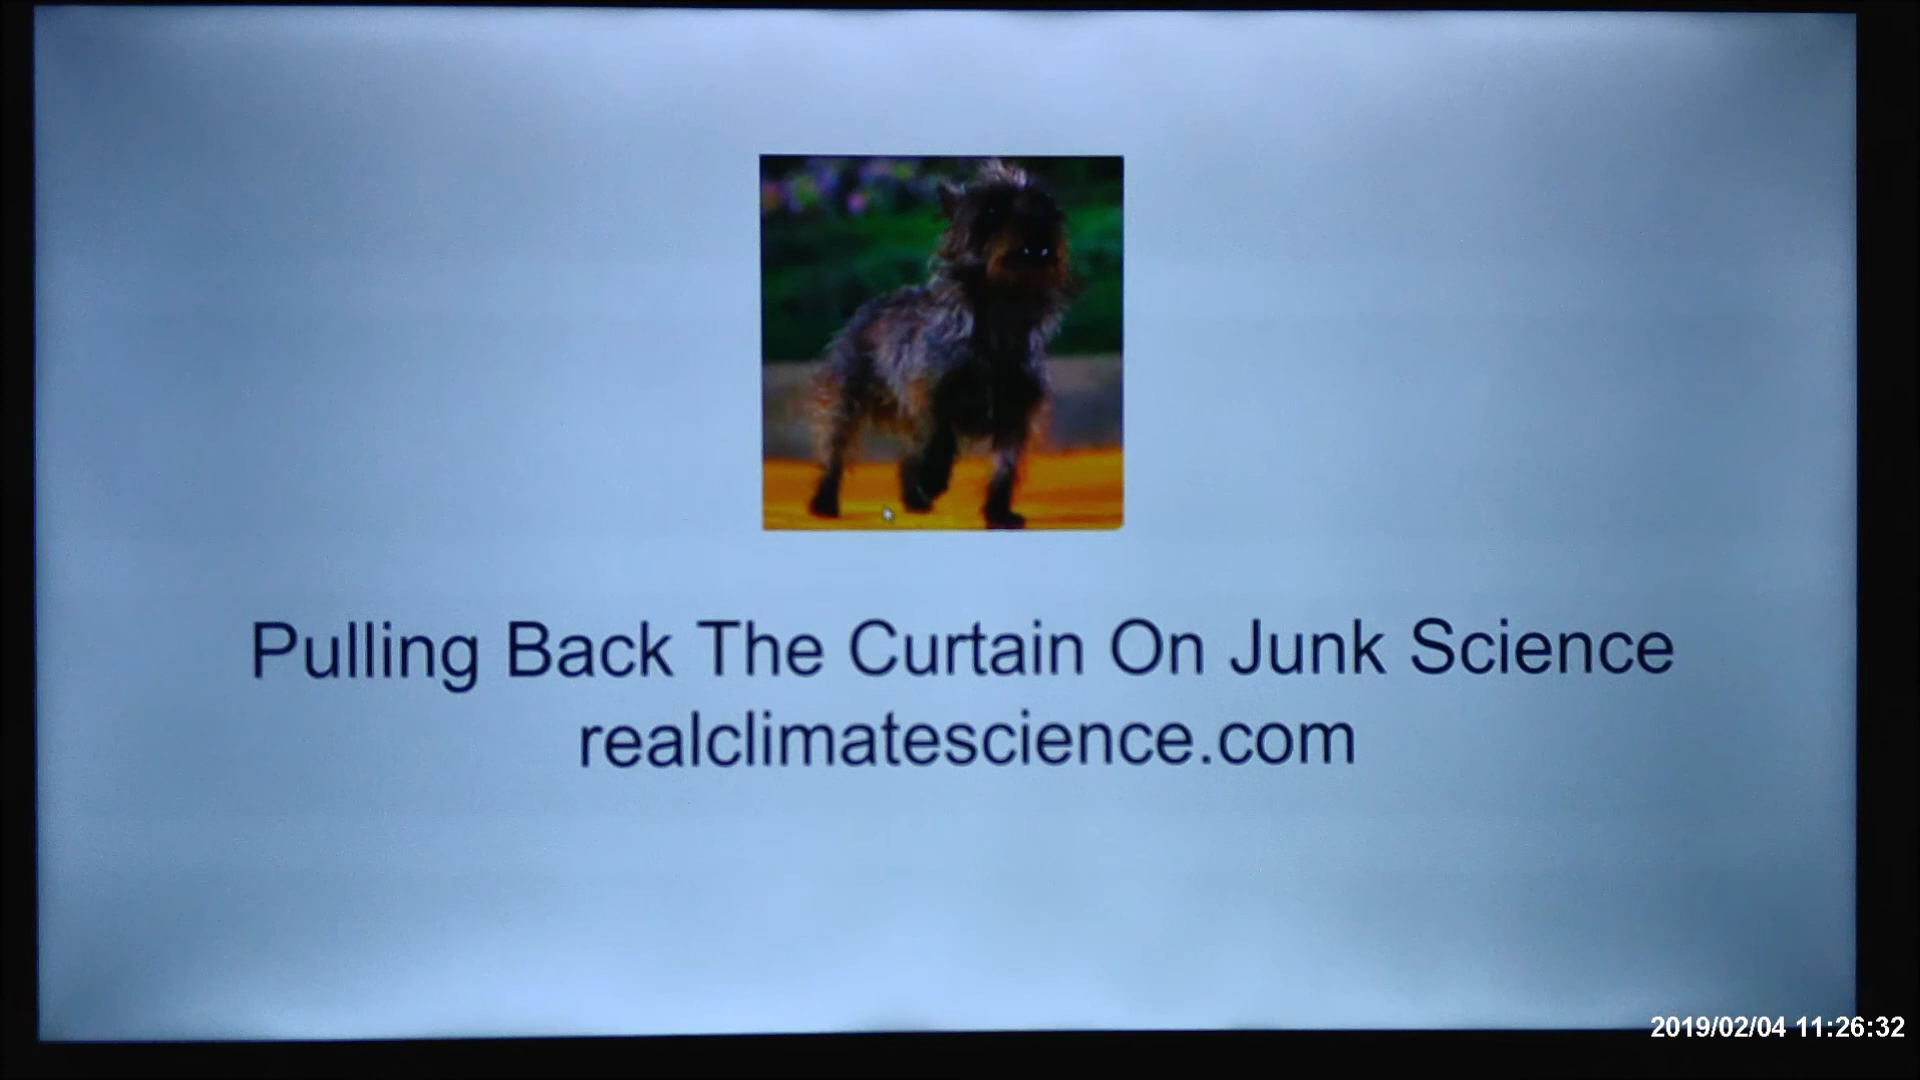 Pulling Back The Curtain On Junk Science
realclimatescience.com
2019/02/04 11:26:32